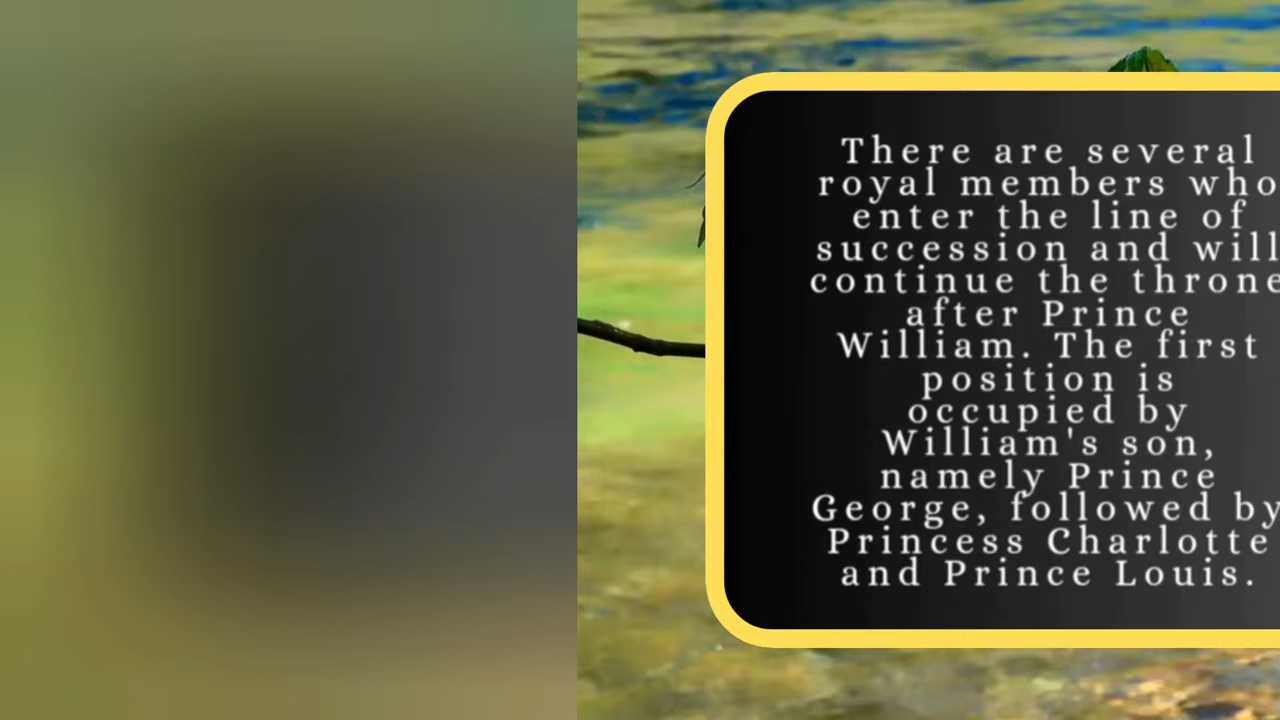 There are several
royal members who
enter the line of
succession and will
continue the throne
after Prince
William. The first
position is
occupied by
William's son,
namely Prince
George, followed by
Princess Charlotte
and Prince Louis.